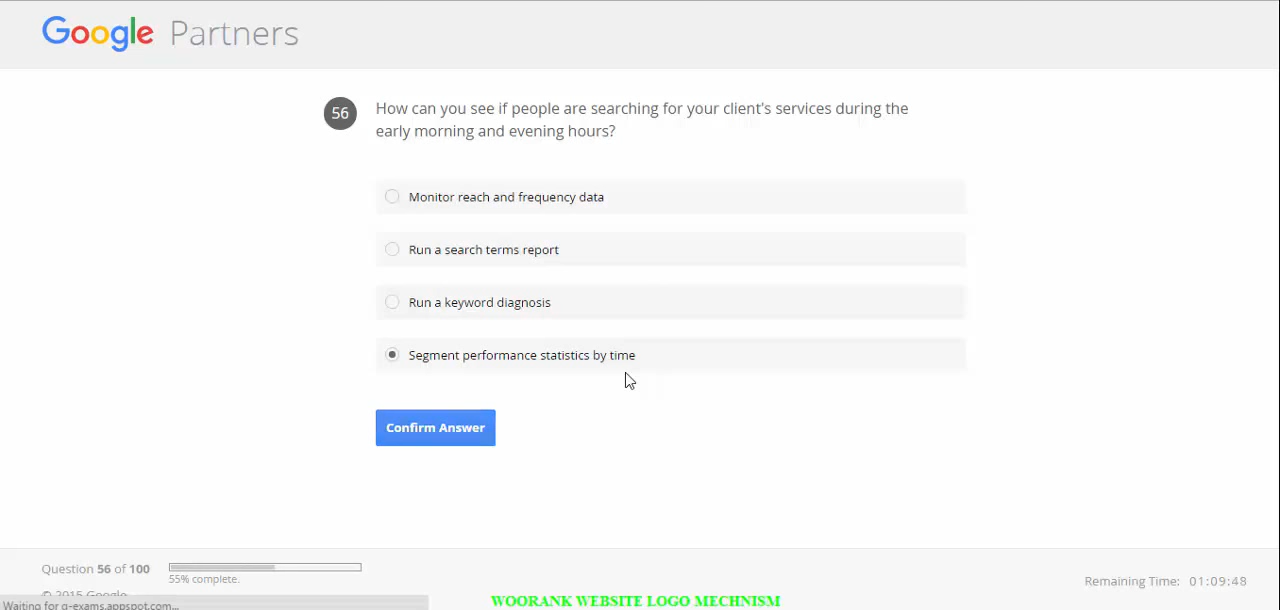 Google Partners
56
How can you see if people are searching for your client's services during the
early morning and evening hours?
Monitor reach and frequency data
Run a search terms report
Run a keyword diagnosis
Segment performance statistics by time
Confirm Answer
Question 56 of 100
55% complete.
Remaining Time: 01:09:48
© 2015 Google
Waiting for g-exams.appspot.com...
WOORANK WEBSITE LOGO MECHNISM